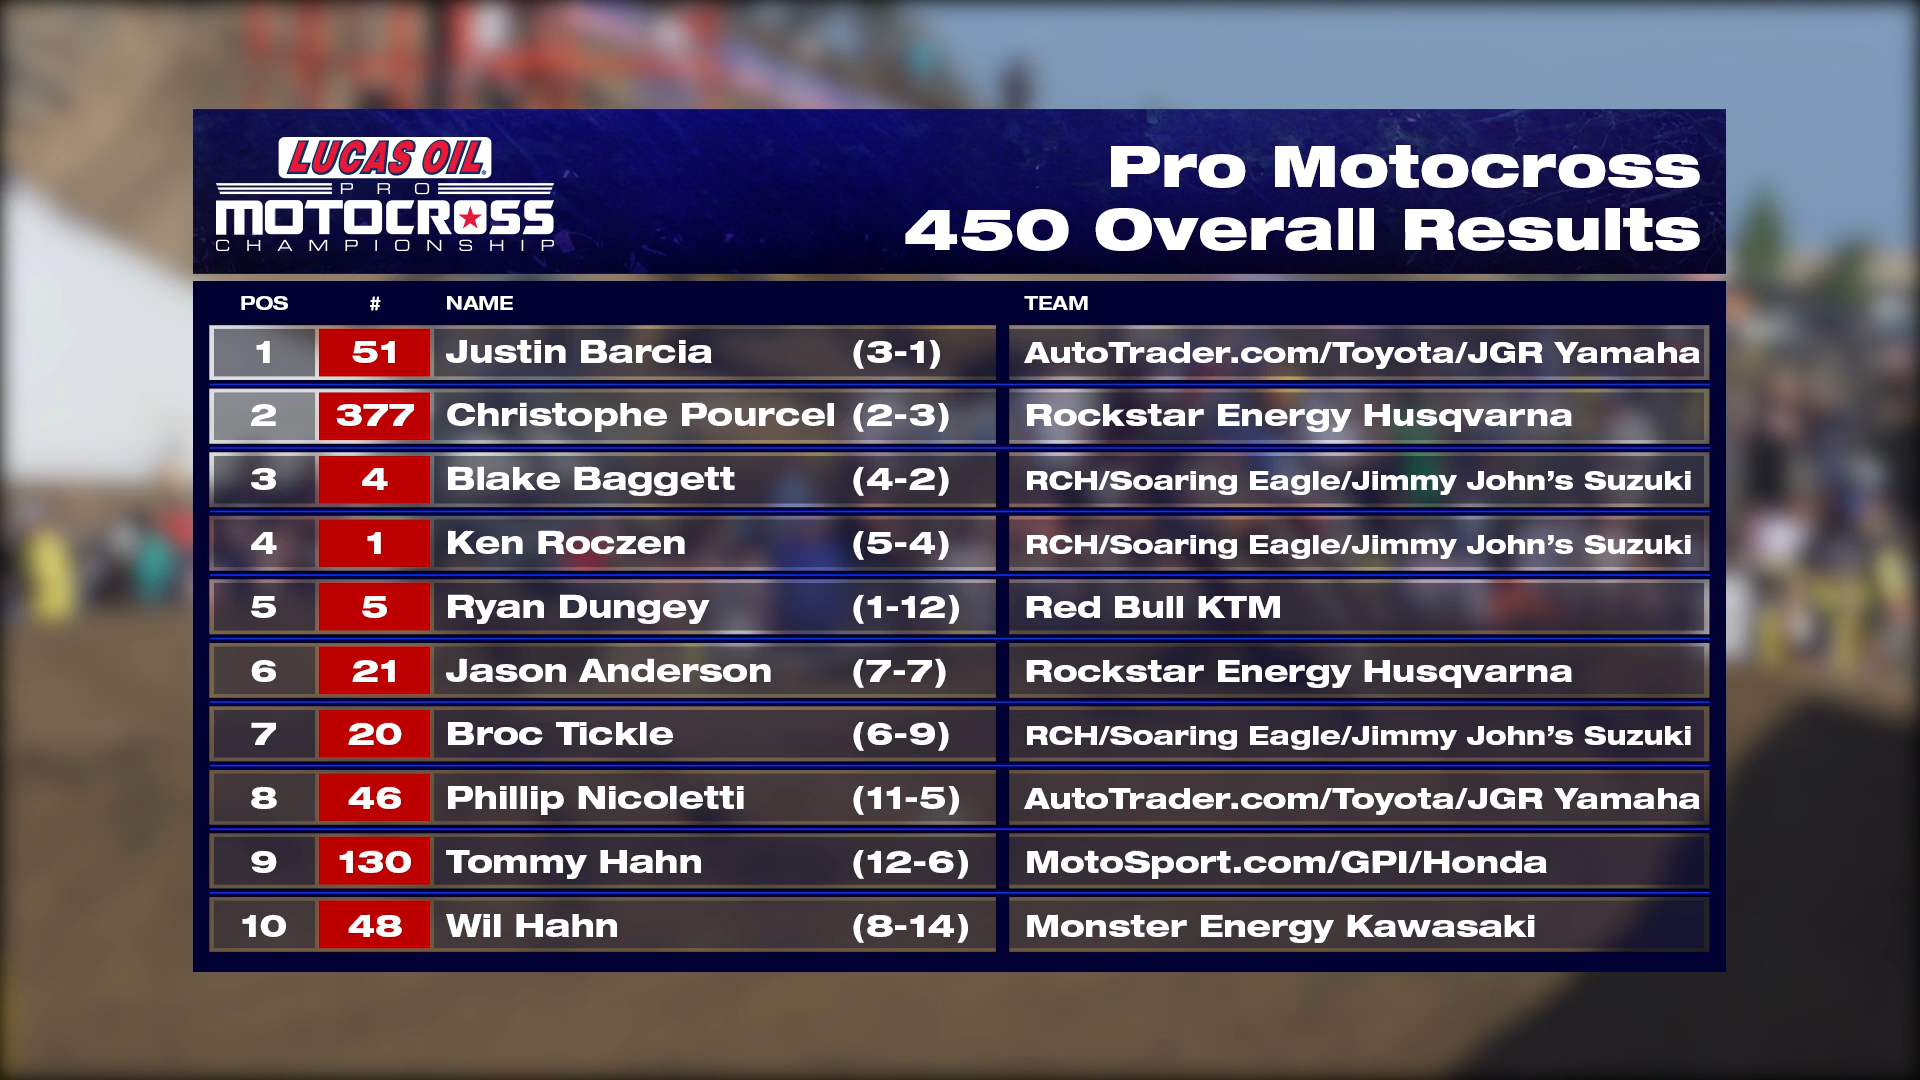 LUCAS OIL
PRO
MOTOCROSS
CHAMPIONSHIP
Pro Motocross
450 Overall Results
POS # NAME TEAM
1 51 Justin Barcia (3-1) AutoTrader.com/Toyota/JGR Yamaha
2 377 Christophe Pourcel (2-3) Rockstar Energy Husqvarna
3 4 Blake Baggett (4-2) RCH/Soaring Eagle/Jimmy John’s Suzuki
4 1 Ken Roczen (5-4) RCH/Soaring Eagle/Jimmy John’s Suzuki
5 5 Ryan Dungey (1-12) Red Bull KTM
6 21 Jason Anderson (7-7) Rockstar Energy Husqvarna
7 20 Broc Tickle (6-9) RCH/Soaring Eagle/Jimmy John’s Suzuki
8 46 Phillip Nicoletti (11-5) AutoTrader.com/Toyota/JGR Yamaha
9 130 Tommy Hahn (12-6) MotoSport.com/GPI/Honda
10 48 Wil Hahn (8-14) Monster Energy Kawasaki